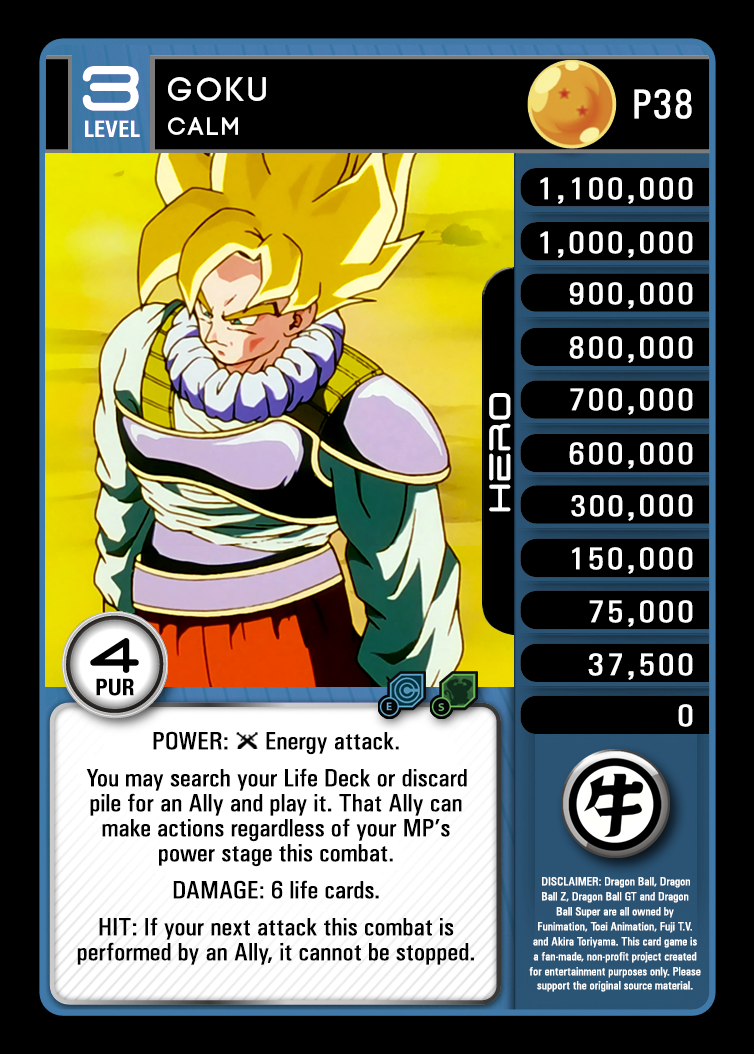 3
LEVEL
GOKU
CALM
P38
1,100,000
1,000,000
900,000
800,000
700,000
600,000
300,000
150,000
75,000
37,500
0
HERO
4
PUR
E
S
POWER: Energy attack.
You may search your Life Deck or discard
pile for an Ally and play it. That Ally can
make actions regardless of your MP's
power stage this combat.
DAMAGE: 6 life cards.
HIT: If your next attack this combat is
performed by an Ally, it cannot be stopped.
牛
DISCLAIMER: Dragon Ball, Dragon
Ball Z, Dragon Ball GT and Dragon
Ball Super are all owned by
Funimation, Toei Animation, Fuji T.V.
and Akira Toriyama. This card game is
a fan-made, non-profit project created
for entertainment purposes only. Please
support the original source material.